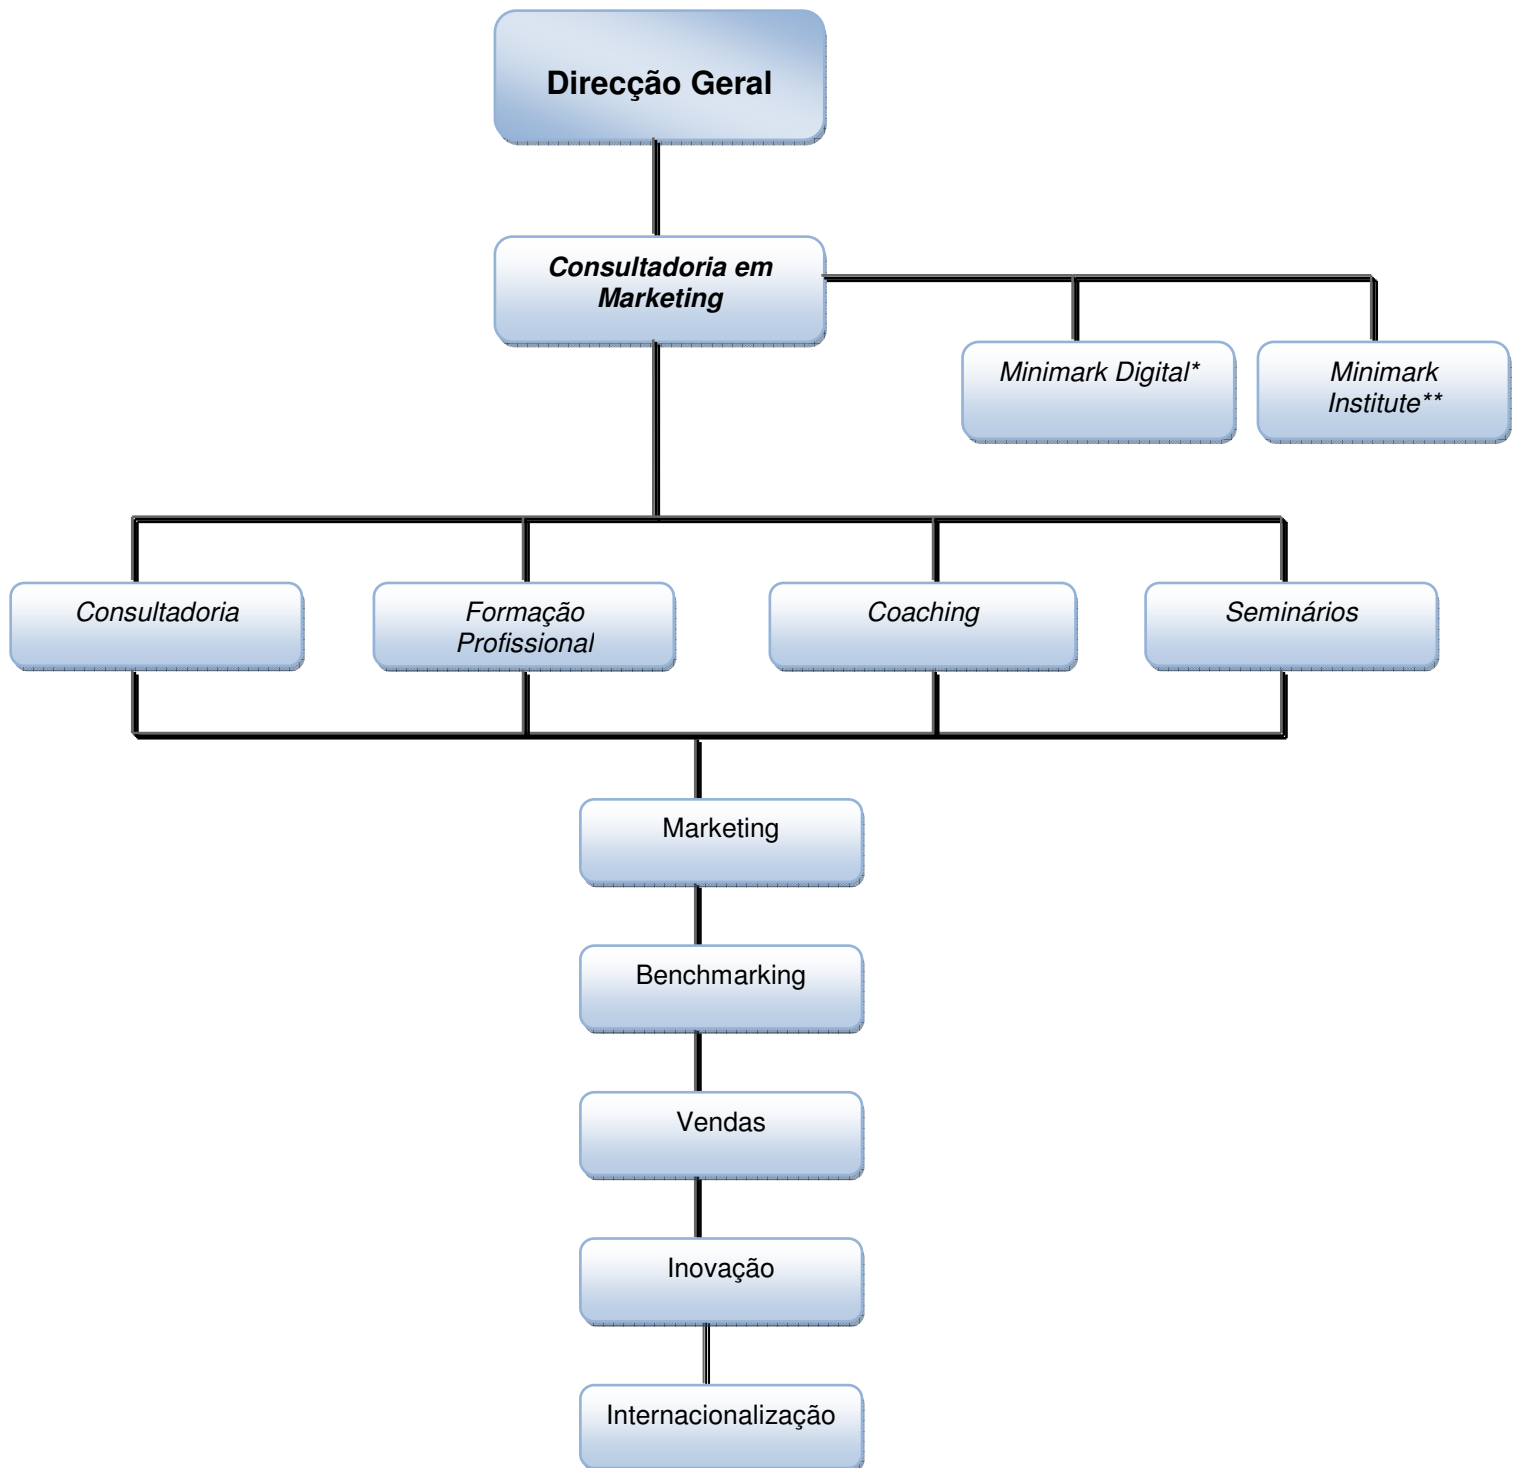 Direcção Geral
Consultadoria em
Marketing
Minimark Digital*
Minimark
Institute**
Consultadoria
Formação
Profissional
Coaching
Seminários
Marketing
Benchmarking
Vendas
Inovação
Internacionalização